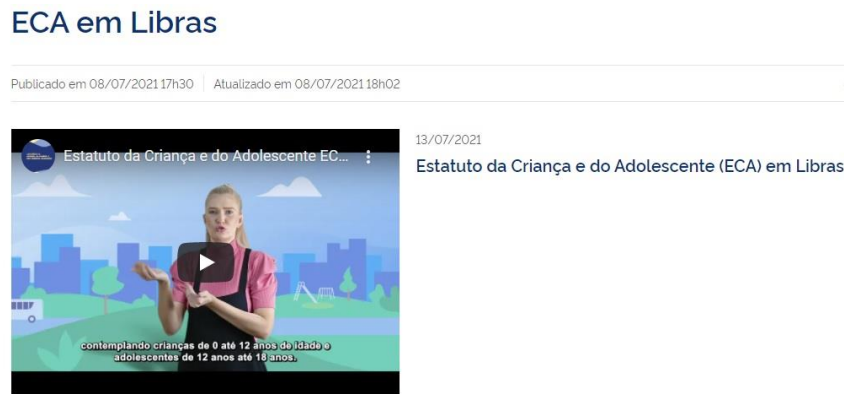 ECA em Libras
Publicado em 08/07/2021 17h30 Atualizado em 08/07/2021 18h02
Estatuto da Criança e do Adolescente EC...
13/07/2021
Estatuto da Criança e do Adolescente (ECA) em Libras
contemplando crianças de 0 até 12 anos de idade e
adolescentes de 12 anos até 18 anos.